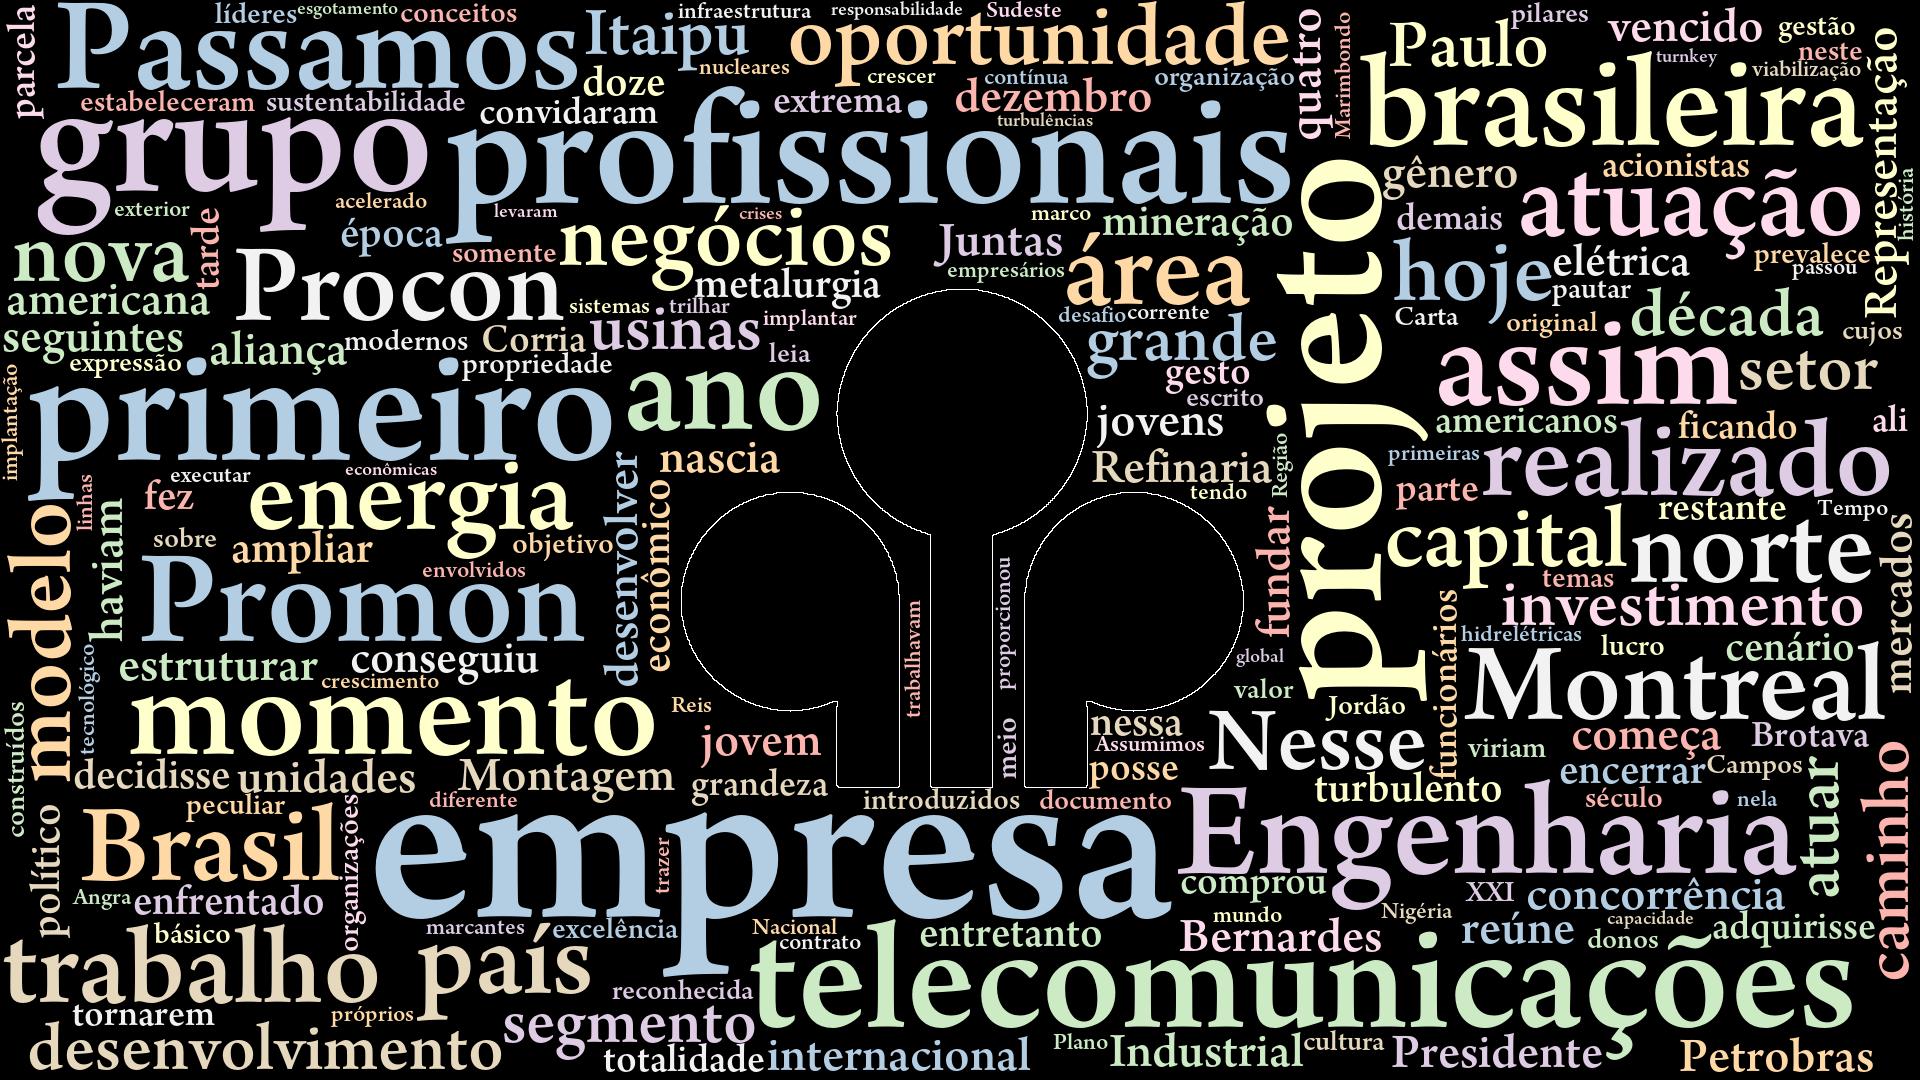 parcela
líderes
esgotamento
conceitos
infraestrutura
responsabilidade
Sudeste
quatro
Marimbondo
pilares
vencido
gestão
Passamos
Itaipu
oportunidade
Paulo
turnkey
neste
nucleares
doze
crescer
contínua
organização
viabilização
Representação
estabeleceram
sustentabilidade
convidaram
extrema
dezembro
turbulências
brasileira
grupo
profissionais
gênero
acionistas
história
exterior
acelerado
levaram
crises
marco
mineração
demais
atuação
tarde
época
somente
negócios
Juntas
nova
Procon
metalurgia
empresários
área
projeto
hoje
elétrica
prevalece
passou
pautar
americana
sistemas
trilhar
implantar
desafio
corrente
Carta
original
década
cujos
seguintes
aliança
modernos
Corria
usinas
leia
grande
expressão
propriedade
gesto
assim
setor
implantação
primeiro
ano
escrito
jovens
americanos
ficando
ali
nascia
Refinaria
Região
primeiras
realizado
linhas
executar
econômicas
tendo
parte
fez
energia
desenvolver
econômico
restante
Tempo
haviam
sobre
ampliar
objetivo
fundar
capital
norte
mercados
modelo
envolvidos
proporcionou
temas
Promon
trabalhavam
funcionários
investimento
tecnológico
estruturar
conseguiu
global
hidrelétricas
lucro
cenário
crescimento
valor
Montreal
construídos
momento
Reis
Jordão
jovem
meio
nessa
Assumimos
Nesse
viriam
começa
Brotava
decidisse
unidades
Montagem
grandeza
posse
turbulento
encerrar
Campos
caminho
político
peculiar
organizações
diferente
introduzidos
documento
século
nela
atuar
Brasil
empresa
trazer
Engenharia
Angra
enfrentado
comprou
XXI
concorrência
básico
marcantes
excelência
Nacional
contrato
entretanto
mundo
Bernardes
Nigéria
reúne
capacidade
donos
adquirisse
trabalho
país
reconhecida
telecomunicações
tornarem
próprios
segmento
desenvolvimento
totalidade
internacional
Plano
Industrial
cultura
Presidente
Petrobras